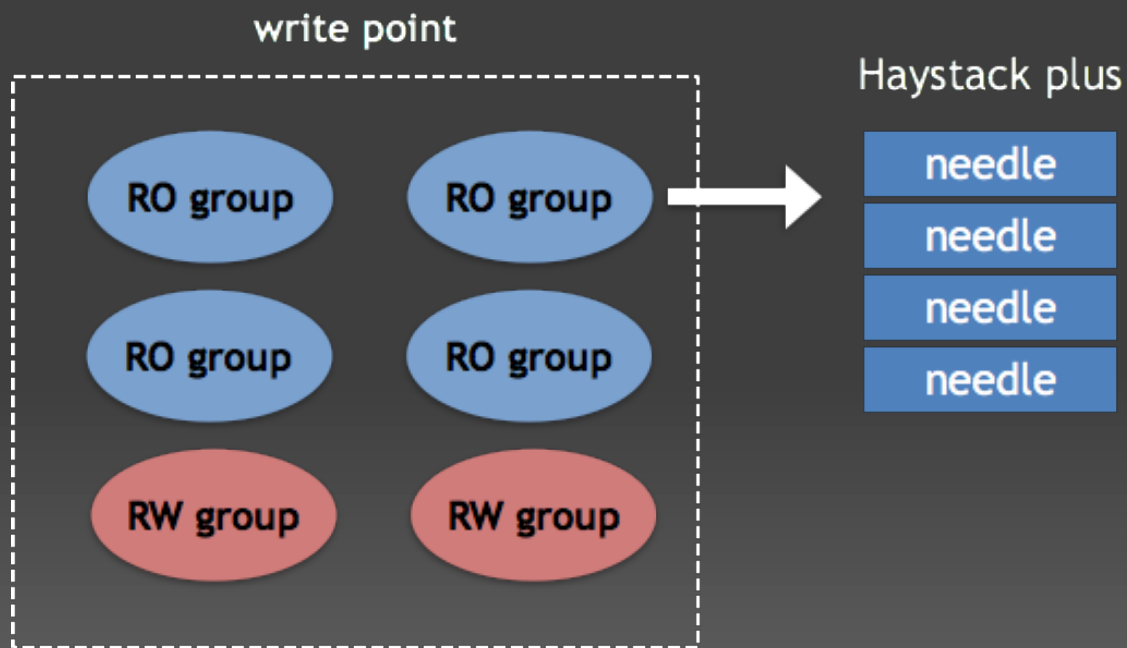 write point
Haystack plus
RO group
RO group
needle
needle
RO group
RO group
needle
needle
RW group
RW group